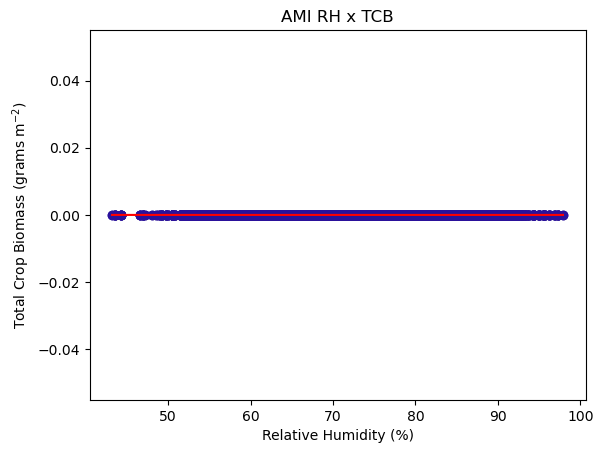 AMI RH x TCB
Total Crop Biomass (grams m⁻²)
0.04
0.02
0.00
−0.02
−0.04
50 60 70 80 90 100
Relative Humidity (%)